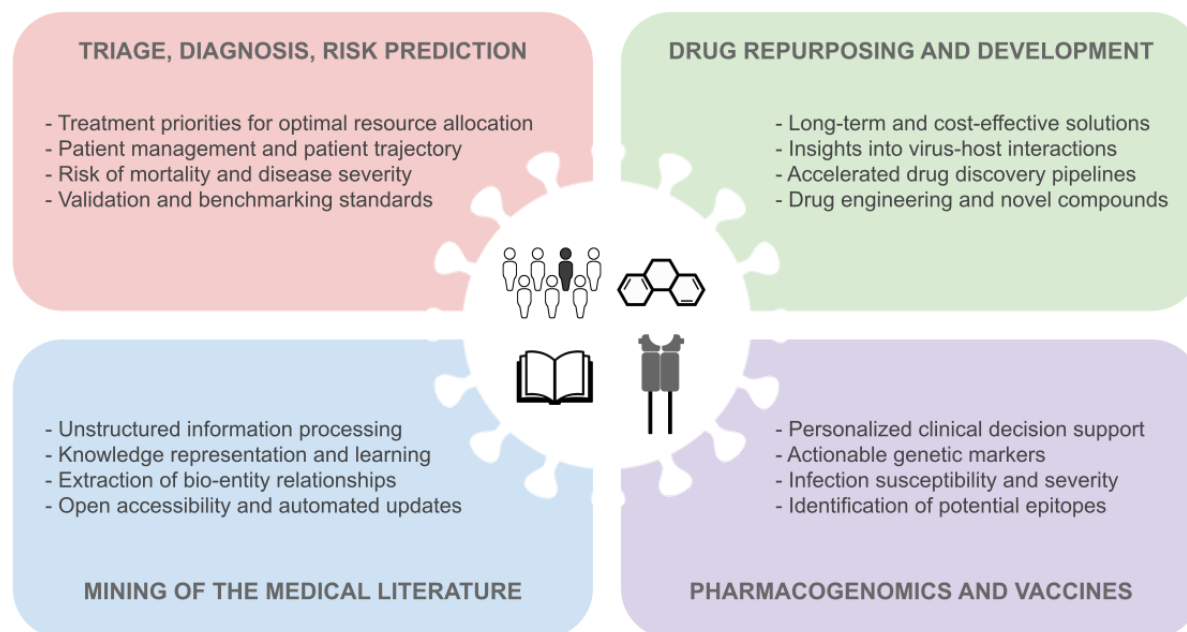 TRIAGE, DIAGNOSIS, RISK PREDICTION
- Treatment priorities for optimal resource allocation
- Patient management and patient trajectory
- Risk of mortality and disease severity
- Validation and benchmarking standards
DRUG REPURPOSING AND DEVELOPMENT
- Long-term and cost-effective solutions
- Insights into virus-host interactions
- Accelerated drug discovery pipelines
- Drug engineering and novel compounds
- Unstructured information processing
- Knowledge representation and learning
- Extraction of bio-entity relationships
- Open accessibility and automated updates
MINING OF THE MEDICAL LITERATURE
- Personalized clinical decision support
- Actionable genetic markers
- Infection susceptibility and severity
- Identification of potential epitopes
PHARMACOGENOMICS AND VACCINES